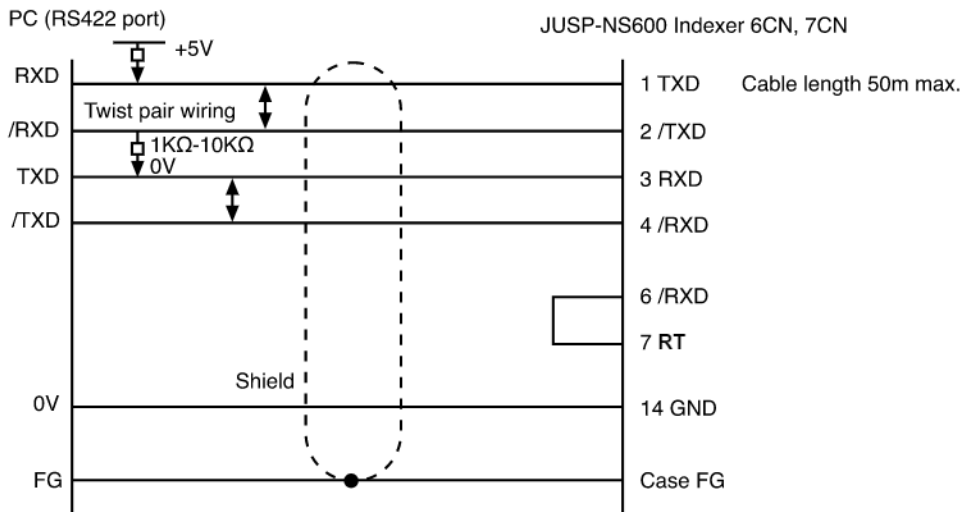 PC (RS422 port)
JUSP-NS600 Indexer 6CN, 7CN
+5V
RXD
1 TXD
Cable length 50m max.
Twist pair wiring
/RXD
2 /TXD
1KΩ-10KΩ
0V
TXD
3 RXD
/TXD
4 /RXD
6 /RXD
7 RT
Shield
0V
14 GND
FG
Case FG